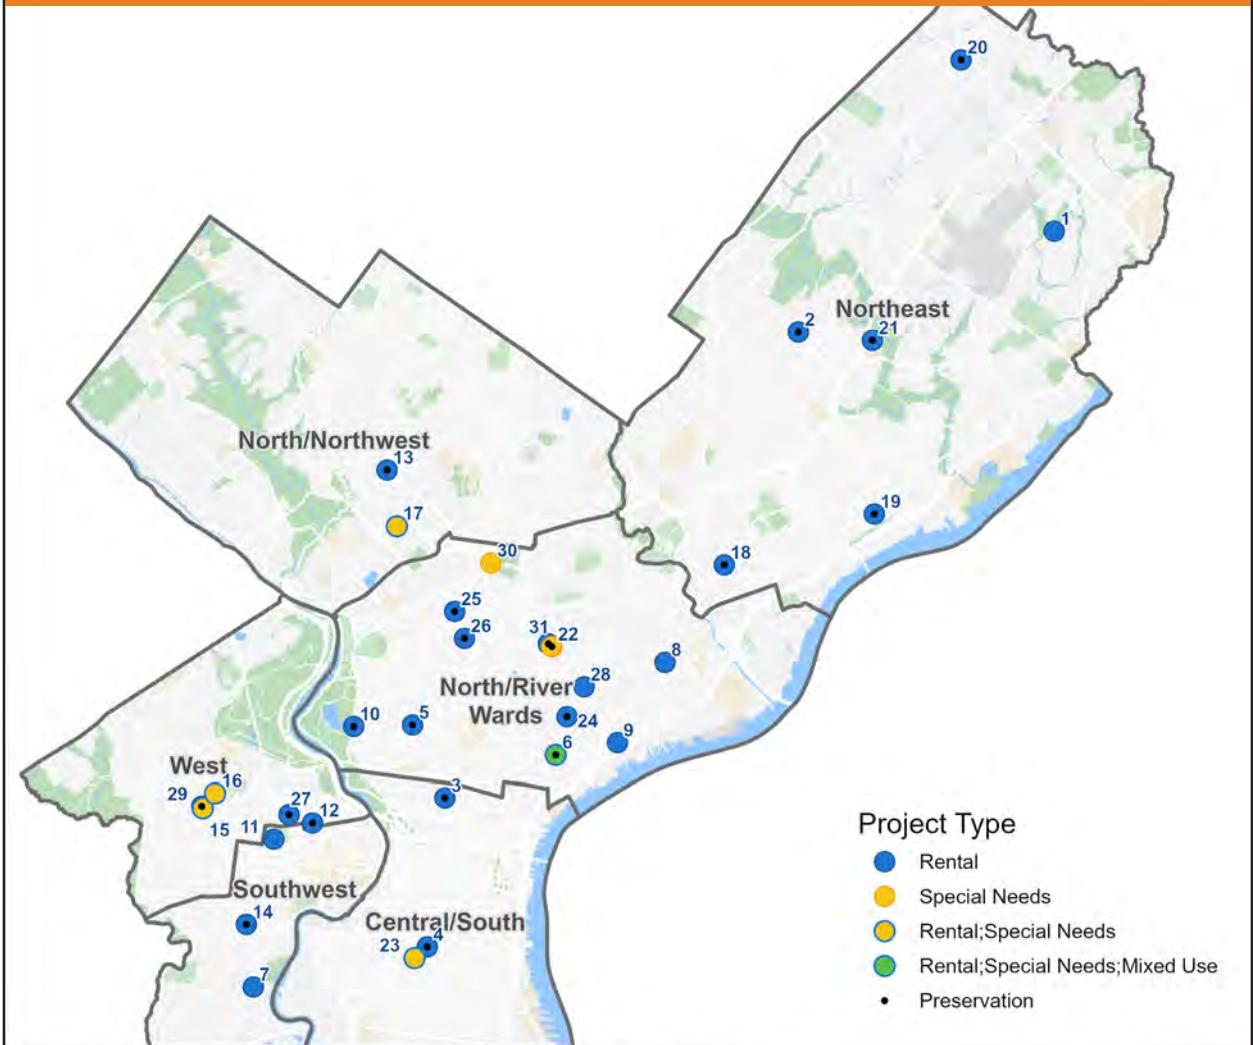 20
1
Northeast
2
21
North/Northwest
13
17
19
30
18
25
26
31
22
8
28
North/River
Wards
10
5
24
9
6
West
16
3
29
27
12
15
11
Project Type
Rental
Southwest
Special Needs
14
Central/South
Rental;Special Needs
4
23
Rental;Special Needs;Mixed Use
7
Preservation